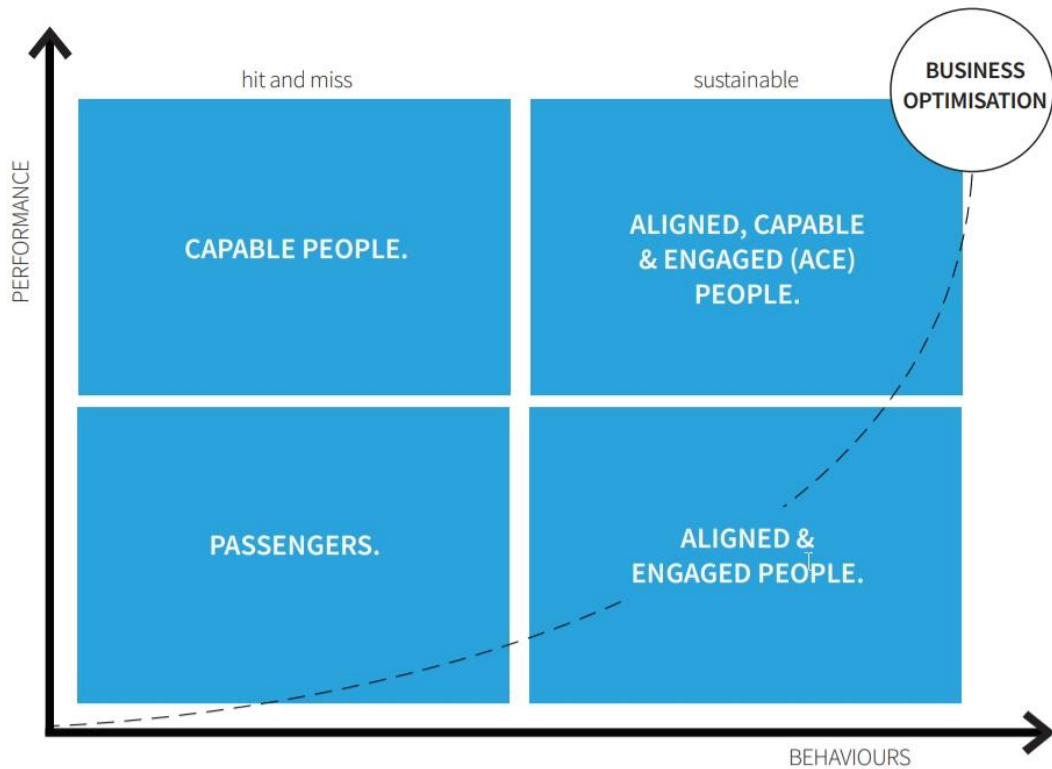 hit and miss
sustainable
BUSINESS
OPTIMISATION
PERFORMANCE
CAPABLE PEOPLE.
ALIGNED, CAPABLE
& ENGAGED (ACE)
PEOPLE.
PASSENGERS.
ALIGNED &
ENGAGED PEOPLE.
BEHAVIOURS